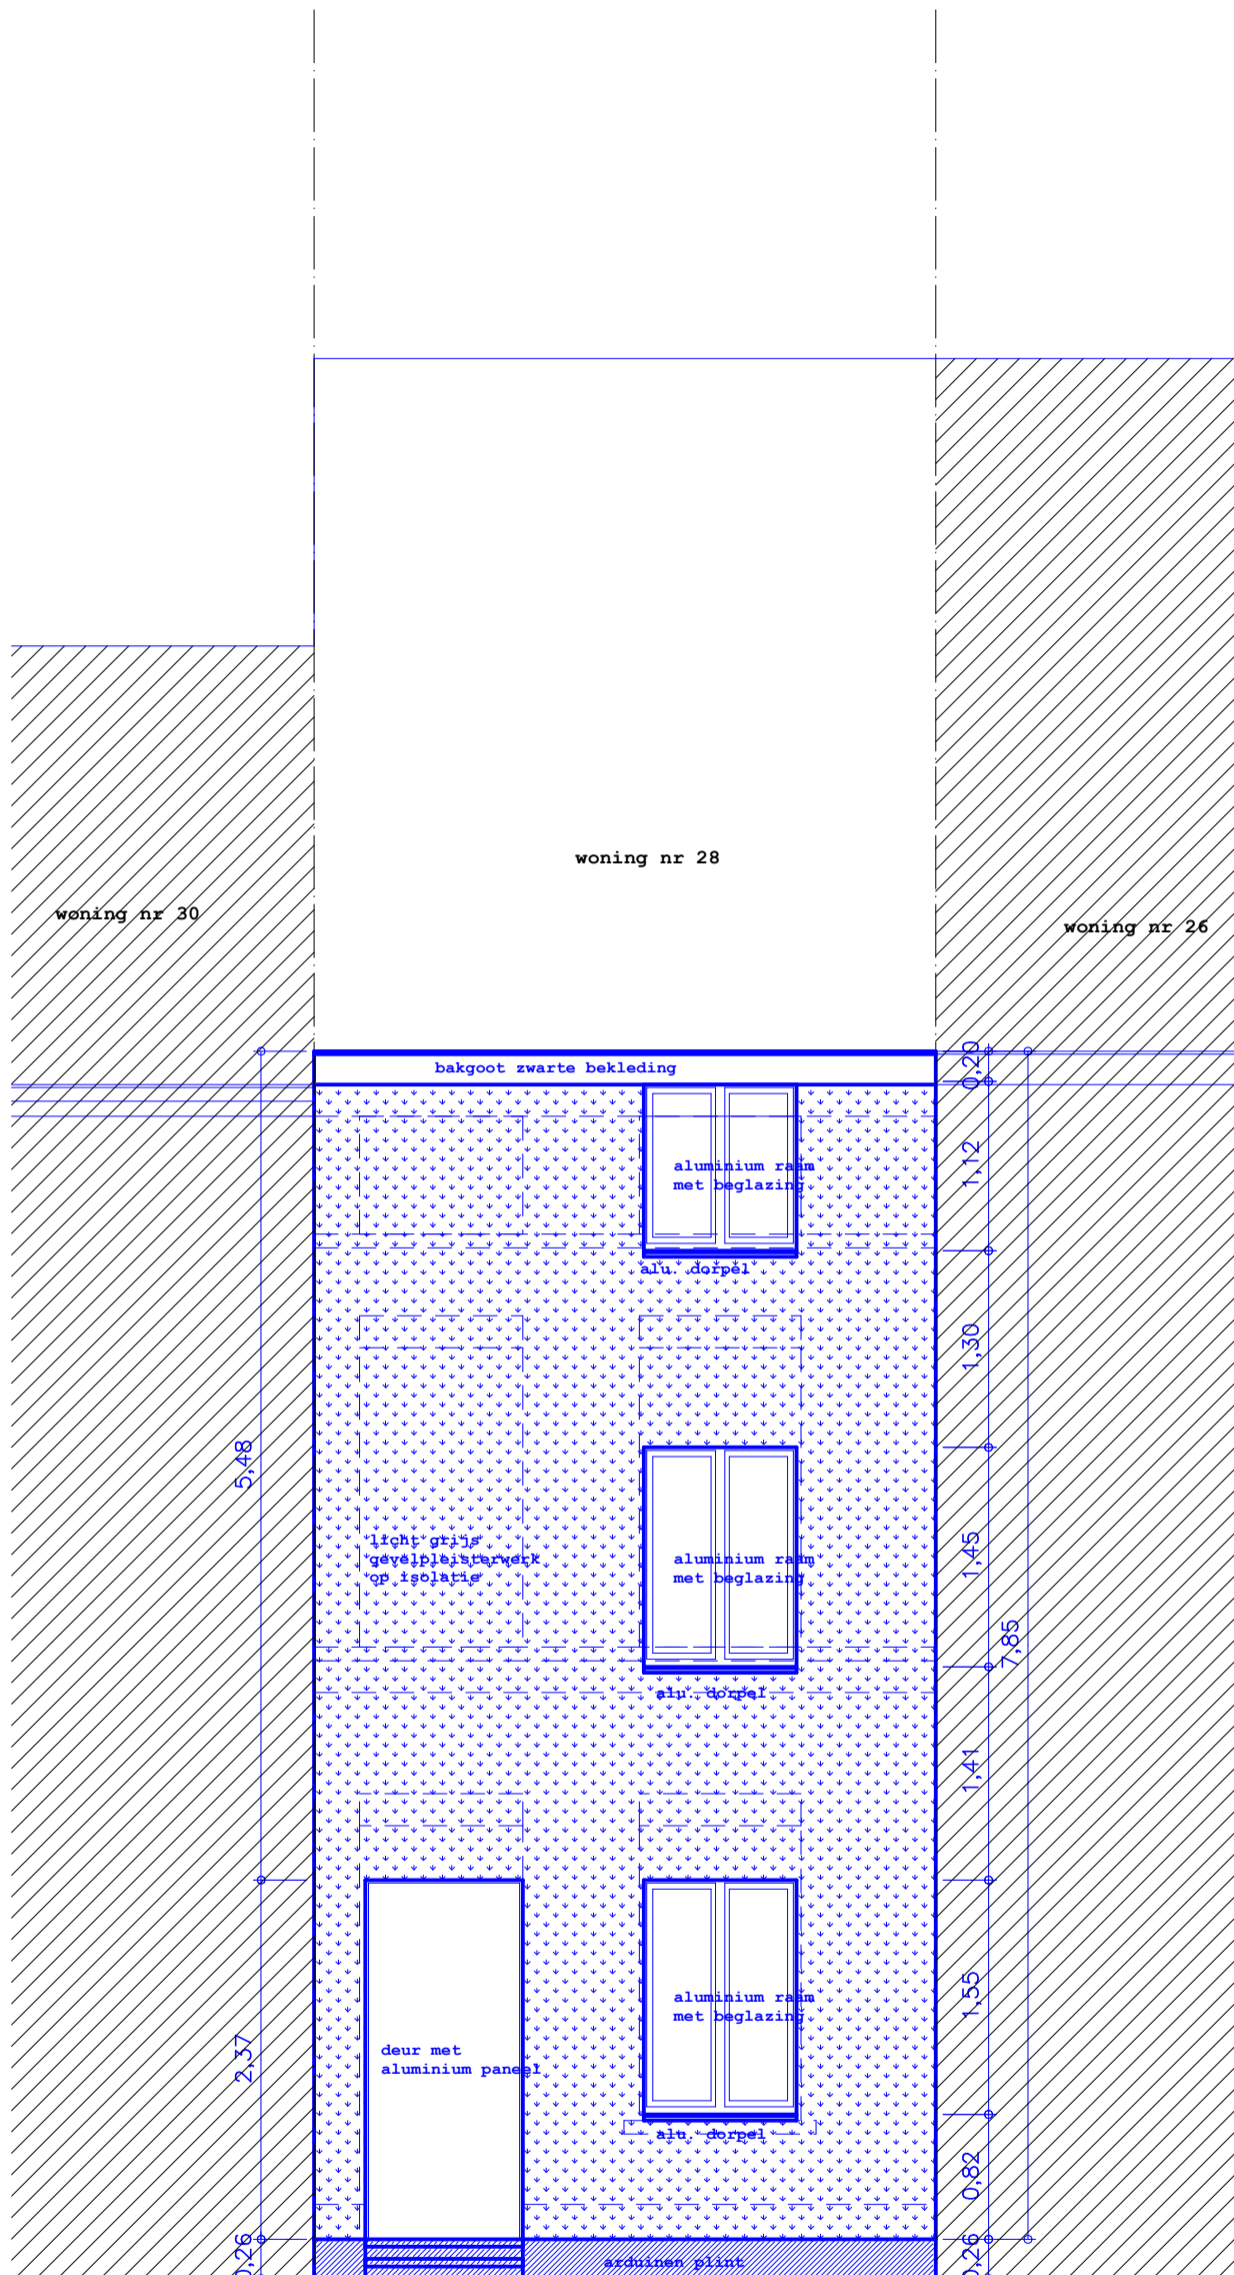 woning nr 28
woning nr 30
woning nr 26
bakgoot zwarte bekleding
0,20
aluminium raam
met beglazing
1,12
alu. dorpel
1,30
5,48
licht grijs
gevelpleisterwerk
op isolatie
aluminium raam
met beglazing
1,45
7,85
alu. dorpel
1,41
aluminium raam
met beglazing
1,55
deur met
aluminium paneel
2,37
alu. dorpel
0,82
0,26
arduinen plint
0,26